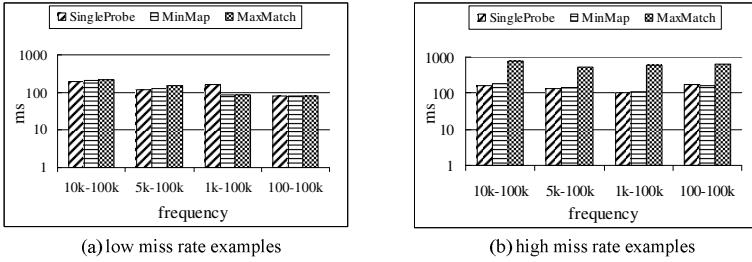 SingleProbe MinMap MaxMatch
1000
100
10
1
ms
10k-100k 5k-100k 1k-100k 100-100k
frequency
(a) low miss rate examples
SingleProbe MinMap MaxMatch
1000
100
10
1
ms
10k-100k 5k-100k 1k-100k 100-100k
frequency
(b) high miss rate examples